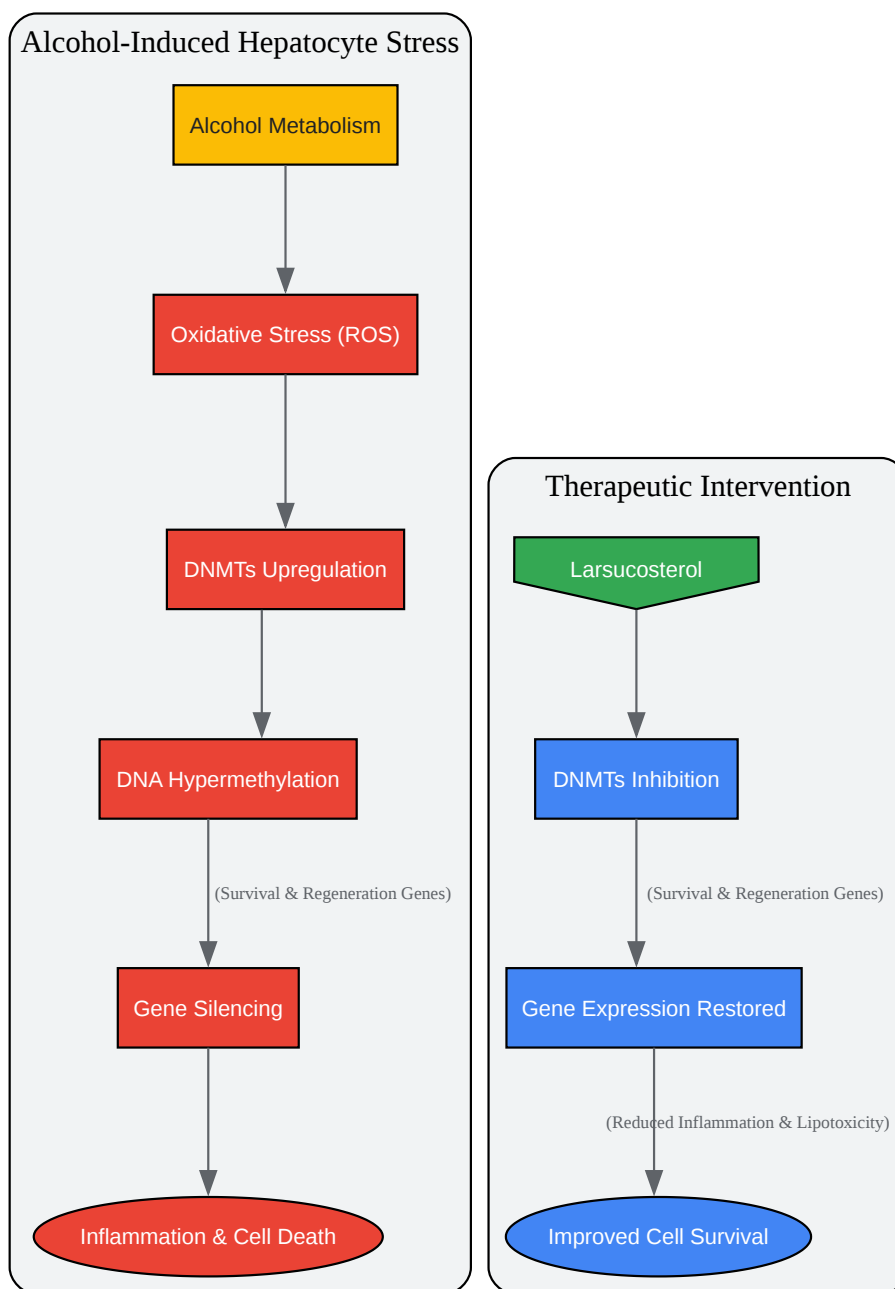 Alcohol-Induced Hepatocyte Stress
Alcohol Metabolism
Oxidative Stress (ROS)
DNMTs Upregulation
DNA Hypermethylation
(Survival & Regeneration Genes)
Gene Silencing
Inflammation & Cell Death
Therapeutic Intervention
Larsucosterol
DNMTs Inhibition
(Survival & Regeneration Genes)
Gene Expression Restored
(Reduced Inflammation & Lipotoxicity)
Improved Cell Survival